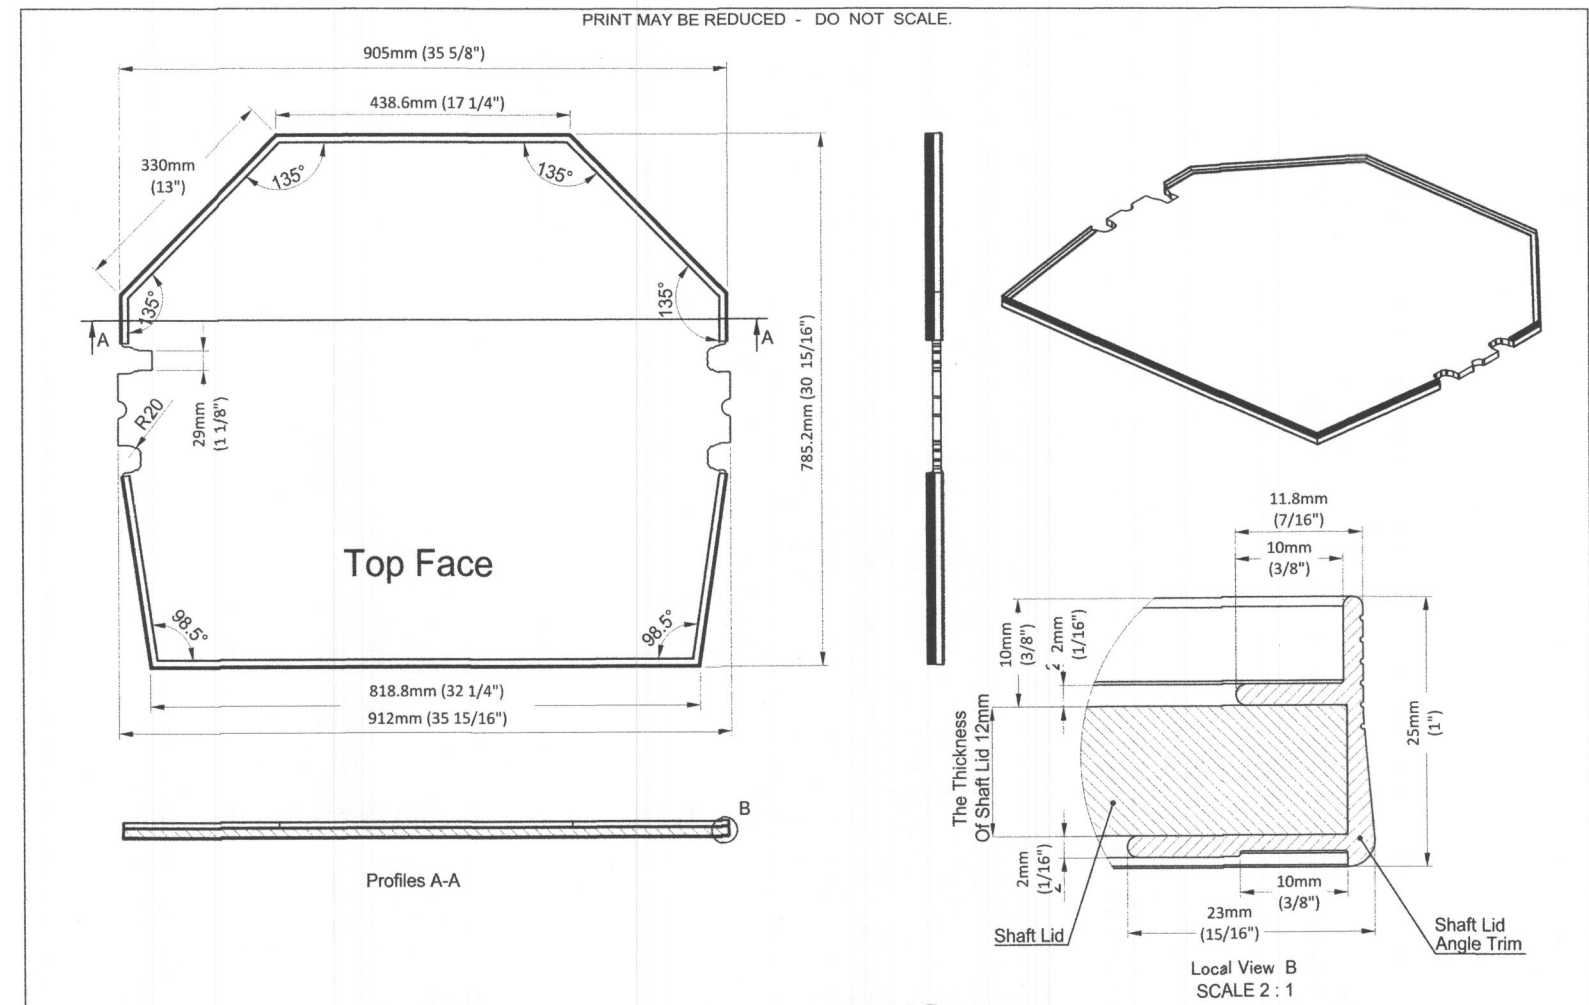 PRINT MAY BE REDUCED - DO NOT SCALE.
905mm (35 5/8")
438.6mm (17 1/4")
330mm
(13")
135°
135°
135°
135°
A
A
29mm
(1 1/8")
R20
785.2mm (30 15/16")
Top Face
98.5°
98.5°
818.8mm (32 1/4")
912mm (35 15/16")
B
Profiles A-A
11.8mm
(7/16")
10mm
(3/8")
10mm
(3/8")
2mm
(1/16")
The Thickness
Of Shaft Lid 12mm
25mm
(1")
2mm
(1/16")
10mm
(3/8")
23mm
(15/16")
Shaft Lid
Shaft Lid
Angle Trim
Local View B
SCALE 2 : 1